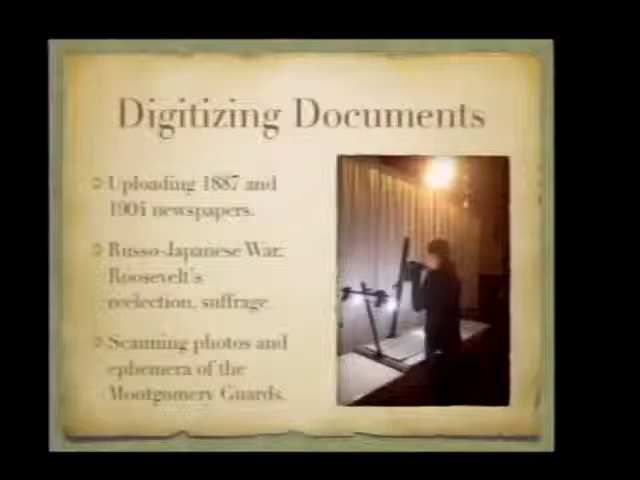 Digitizing Documents
Uploading 1887 and
1904 newspapers.
Russo-Japanese War,
Roosevelt's
reelection, suffrage.
Scanning photos and
ephemera of the
Montgomery Guards.